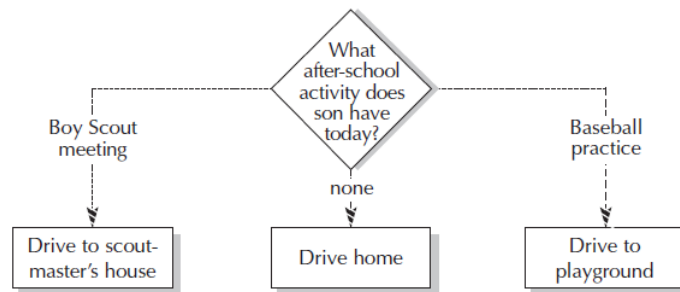 What
after-school
activity does
son have
today?
Boy Scout
meeting
none
Baseball
practice
Drive to scout-
master's house
Drive home
Drive to
playground